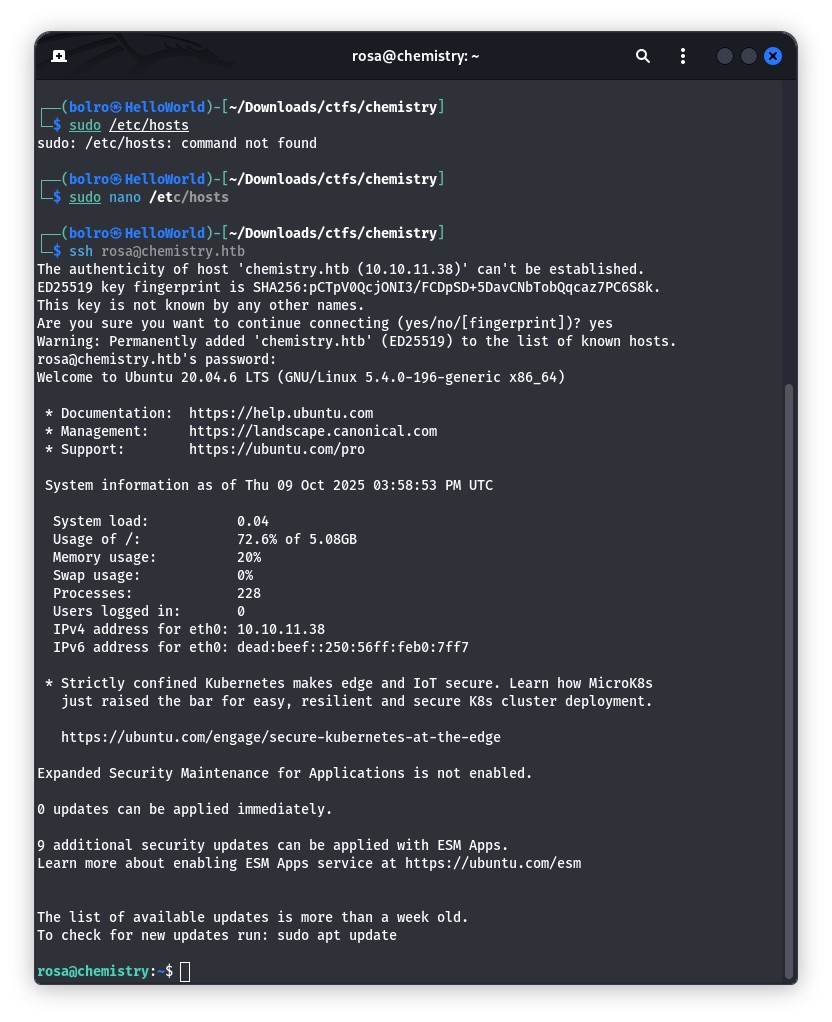 rosa@chemistry: ~
┌──(bolro㉿HelloWorld)-[~/Downloads/ctfs/chemistry]
└─$ sudo /etc/hosts
sudo: /etc/hosts: command not found
┌──(bolro㉿HelloWorld)-[~/Downloads/ctfs/chemistry]
└─$ sudo nano /etc/hosts
┌──(bolro㉿HelloWorld)-[~/Downloads/ctfs/chemistry]
└─$ ssh rosa@chemistry.htb
The authenticity of host 'chemistry.htb (10.10.11.38)' can't be established.
ED25519 key fingerprint is SHA256:pCTpV0QcjONI3/FCDpSD+5DavCNbTobQqcaz7PC6S8k.
This key is not known by any other names.
Are you sure you want to continue connecting (yes/no/[fingerprint])? yes
Warning: Permanently added 'chemistry.htb' (ED25519) to the list of known hosts.
rosa@chemistry.htb's password:
Welcome to Ubuntu 20.04.6 LTS (GNU/Linux 5.4.0-196-generic x86_64)
* Documentation:  https://help.ubuntu.com
* Management:     https://landscape.canonical.com
* Support:        https://ubuntu.com/pro
System information as of Thu 09 Oct 2025 03:58:53 PM UTC
System load:           0.04
Usage of /:            72.6% of 5.08GB
Memory usage:          20%
Swap usage:            0%
Processes:             228
Users logged in:       0
IPv4 address for eth0: 10.10.11.38
IPv6 address for eth0: dead:beef::250:56ff:feb0:7ff7
* Strictly confined Kubernetes makes edge and IoT secure. Learn how MicroK8s
just raised the bar for easy, resilient and secure K8s cluster deployment.
https://ubuntu.com/engage/secure-kubernetes-at-the-edge
Expanded Security Maintenance for Applications is not enabled.
0 updates can be applied immediately.
9 additional security updates can be applied with ESM Apps.
Learn more about enabling ESM Apps service at https://ubuntu.com/esm
The list of available updates is more than a week old.
To check for new updates run: sudo apt update
rosa@chemistry:~$